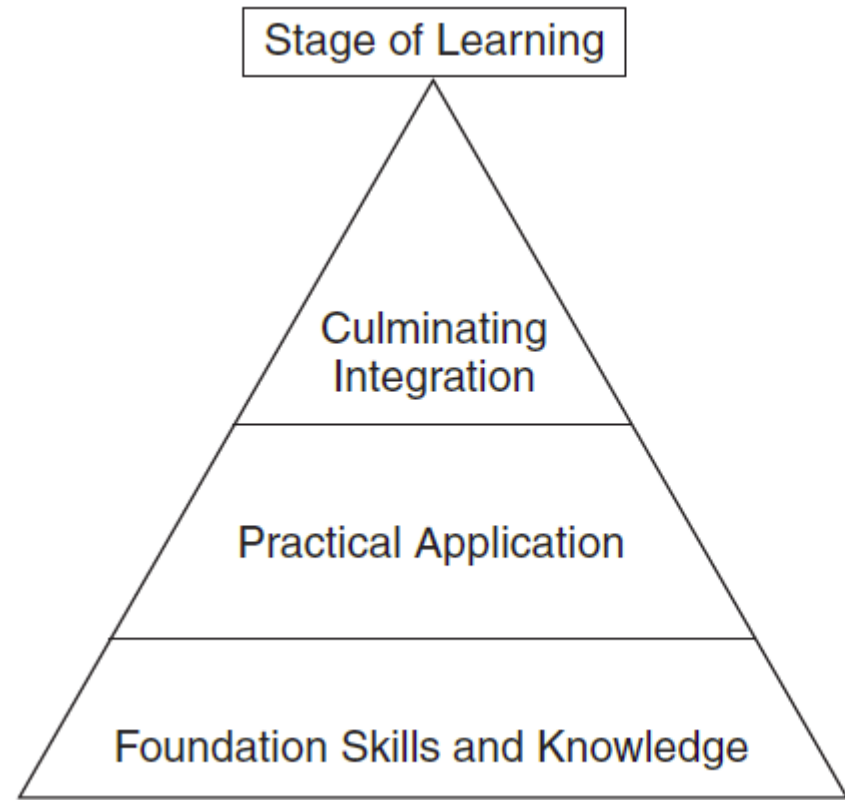 Stage of Learning
Culminating
Integration
Practical Application
Foundation Skills and Knowledge